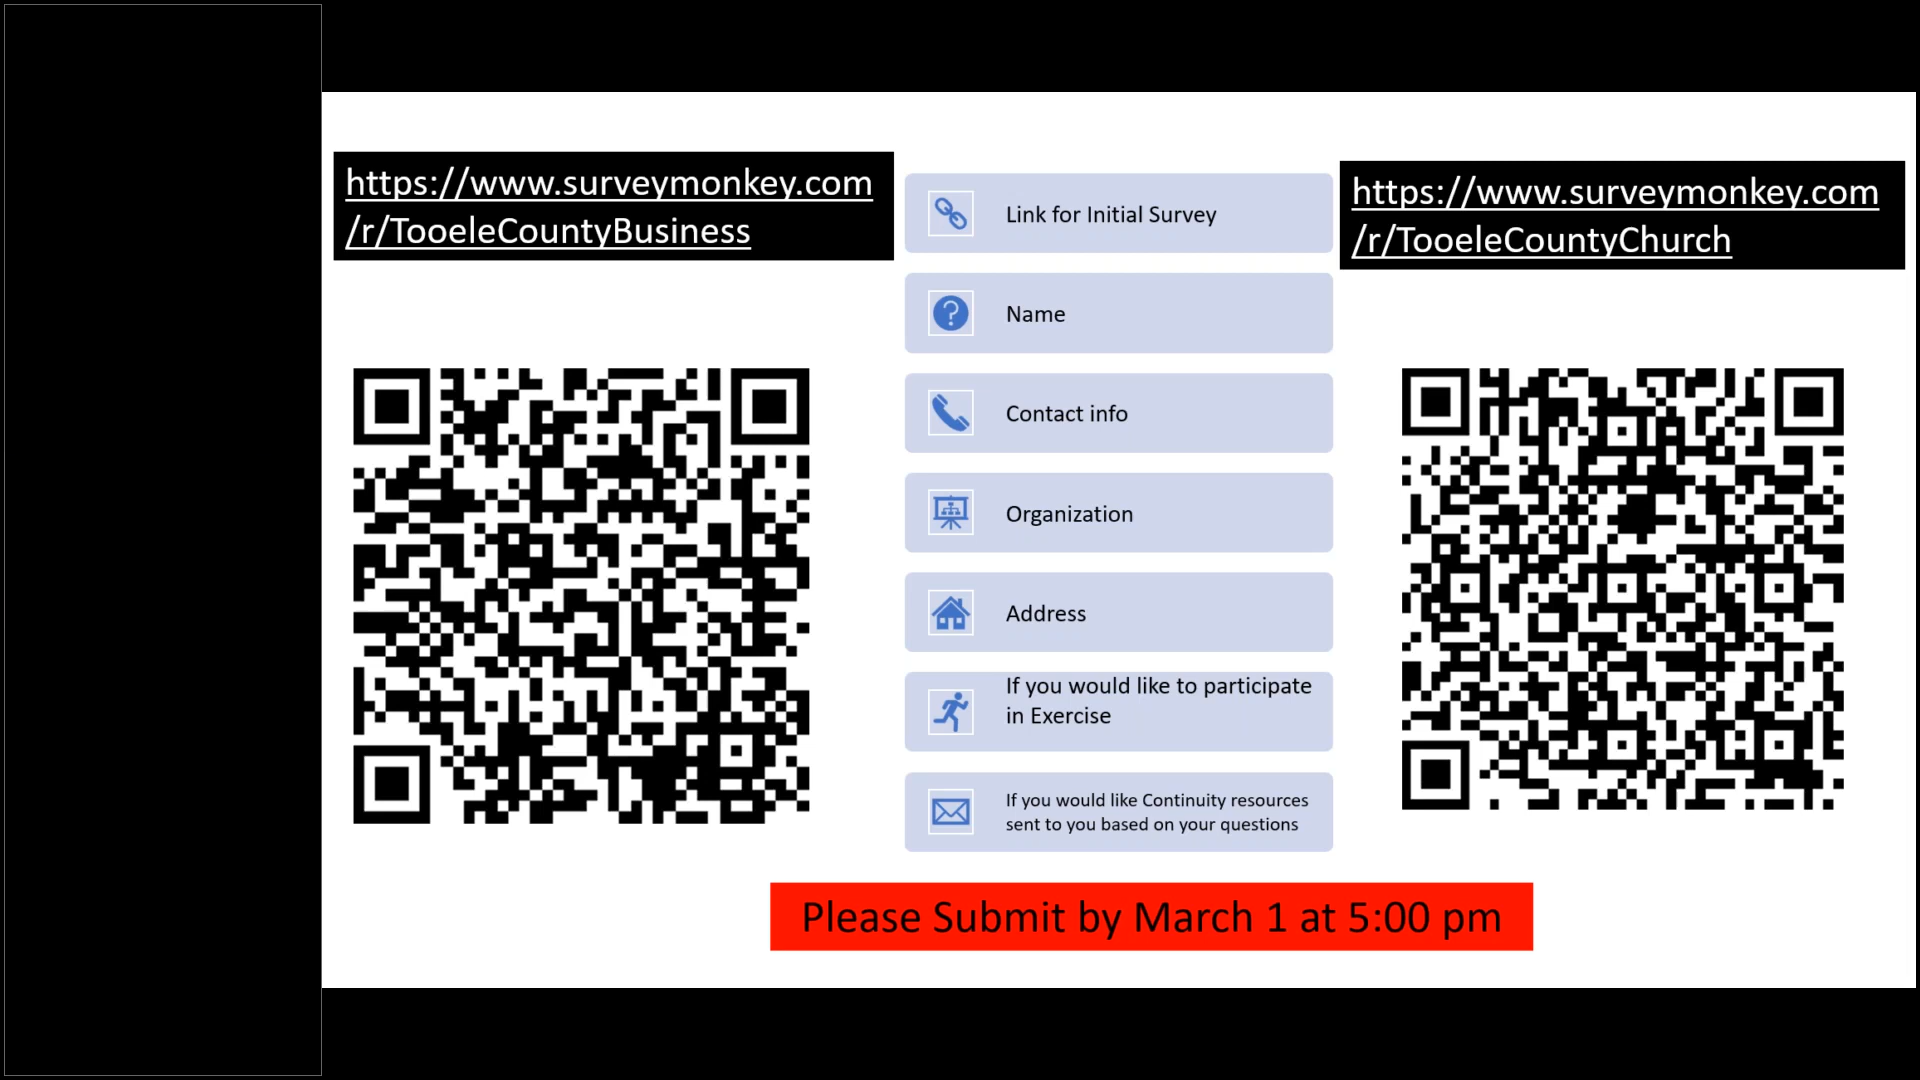 https://www.surveymonkey.com
/r/TooeleCountyBusiness
Link for Initial Survey
Name
Contact info
Organization
Address
If you would like to participate
in Exercise
If you would like Continuity resources
sent to you based on your questions
https://www.surveymonkey.com
/r/TooeleCountyChurch
Please Submit by March 1 at 5:00 pm